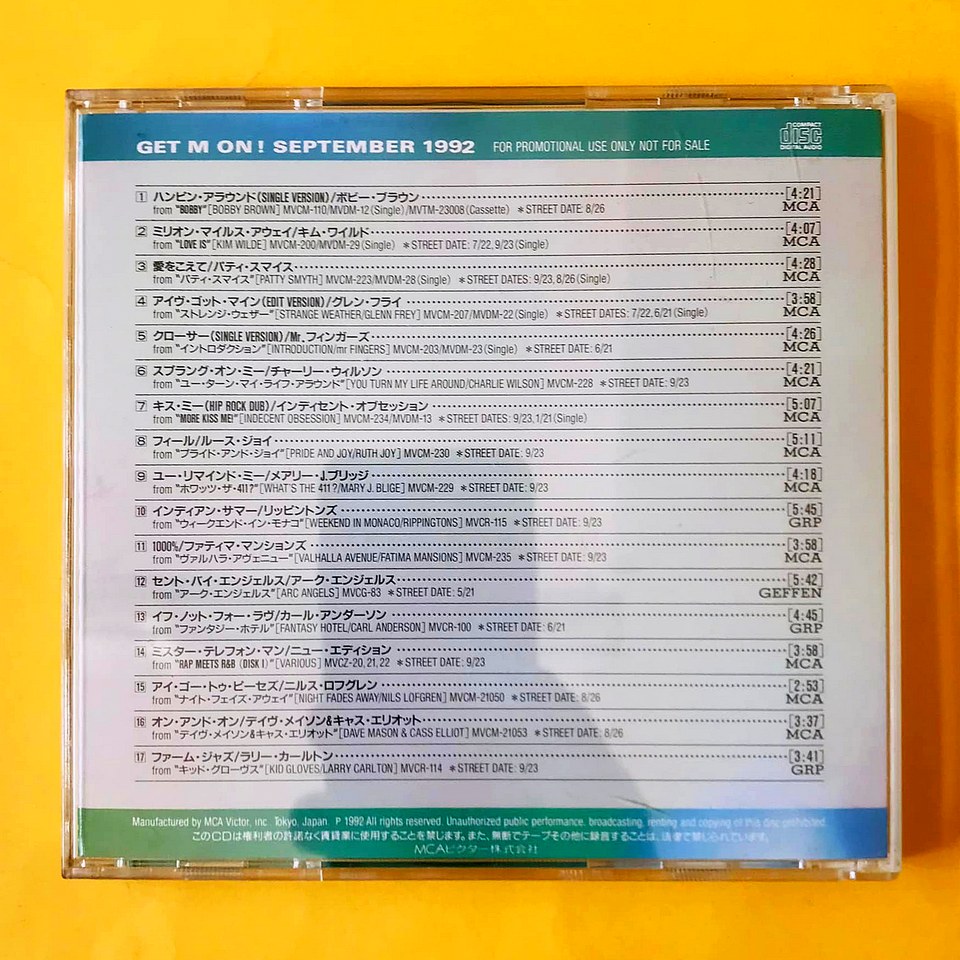 GET M ON! SEPTEMBER 1992 FOR PROMOTIONAL USE ONLY NOT FOR SALE
COMPACT disc DIGITAL AUDIO
1 ハンピン・アラウンド(SINGLE VERSION)/ボビー・ブラウン [4:21]
from "BOBBY"[BOBBY BROWN] MVCM-110/MVDM-12(Single)/MVTM-23008(Cassette) *STREET DATE: 8/26 MCA
2 ミリオン・マイルス・アウェイ/キム・ワイルド [4:07]
from "LOVE IS"[KIM WILDE] MVCM-200/MVDM-29(Single) *STREET DATE: 7/22, 9/23(Single) MCA
3 愛をこえて/パティ・スマイス [4:28]
from "パティ・スマイス"[PATTY SMYTH] MVCM-223/MVDM-28(Single) *STREET DATES: 9/23, 8/26(Single) MCA
4 アイヴ・ゴット・マイン(EDIT VERSION)/グレン・フライ [3:58]
from "ストレンジ・ウェザー"[STRANGE WEATHER/GLENN FREY] MVCM-207/MVDM-22(Single) *STREET DATES: 7/22, 6/21(Single) MCA
5 クローサー(SINGLE VERSION)/Mr.フィンガーズ [4:26]
from "イントロダクション"[INTRODUCTION/mr FINGERS] MVCM-203/MVDM-23(Single) *STREET DATE: 6/21 MCA
6 スプラング・オン・ミー/チャーリー・ウィルソン [4:21]
from "ユー・ターン・マイ・ライフ・アラウンド"[YOU TURN MY LIFE AROUND/CHARLIE WILSON] MVCM-228 *STREET DATE: 9/23 MCA
7 キス・ミー(HIP ROCK DUB)/インディセント・オブセッション [5:07]
from "MORE KISS ME!"[INDECENT OBSESSION] MVCM-234/MVDM-13 *STREET DATES: 9/23, 1/21(Single) MCA
8 フィール/ルース・ジョイ [5:11]
from "プライド・アンド・ジョイ"[PRIDE AND JOY/RUTH JOY] MVCM-230 *STREET DATE: 9/23 MCA
9 ユー・リマインド・ミー/メアリー・J.ブリッジ [4:18]
from "ホワッツ・ザ・411?"[WHAT'S THE 411?/MARY J. BLIGE] MVCM-229 *STREET DATE: 9/23 MCA
10 インディアン・サマー/リッピントンズ [5:45]
from "ウィークエンド・イン・モナコ"[WEEKEND IN MONACO/RIPPINGTONS] MVCR-115 *STREET DATE: 9/23 GRP
11 1000%/ファティマ・マンションズ [3:58]
from "ヴァルハラ・アヴェニュー"[VALHALLA AVENUE/FATIMA MANSIONS] MVCM-235 *STREET DATE: 9/23 MCA
12 セント・バイ・エンジェルス/アーク・エンジェルス [5:42]
from "アーク・エンジェルス"[ARC ANGELS] MVCG-83 *STREET DATE: 5/21 GEFFEN
13 イフ・ノット・フォー・ラヴ/カール・アンダーソン [4:45]
from "ファンタジー・ホテル"[FANTASY HOTEL/CARL ANDERSON] MVCR-100 *STREET DATE: 6/21 GRP
14 ミスター・テレフォン・マン/ニュー・エディション [3:58]
from "RAP MEETS R&B (DISK I)"[VARIOUS] MVCZ-20, 21, 22 *STREET DATE: 9/23 MCA
15 アイ・ゴー・トゥ・ピーセズ/ニルス・ロフグレン [2:53]
from "ナイト・フェイズ・アウェイ"[NIGHT FADES AWAY/NILS LOFGREN] MVCM-21050 *STREET DATE: 8/26 MCA
16 オン・アンド・オン/デイヴ・メイソン&キャス・エリオット [3:37]
from "デイヴ・メイソン&キャス・エリオット"[DAVE MASON & CASS ELLIOT] MVCM-21053 *STREET DATE: 8/26 MCA
17 ファーム・ジャズ/ラリー・カールトン [3:41]
from "キッド・グローヴス"[KID GLOVES/LARRY CARLTON] MVCR-114 *STREET DATE: 9/23 GRP
Manufactured by MCA Victor, inc. Tokyo, Japan. P 1992 All rights reserved. Unauthorized public performance, broadcasting, renting and copying of this disc prohibited.
このCDは権利者の許諾なく賃貸業に使用することを禁じます。また、無断でテープその他に録音することは、法律で禁じられています。
MCAビクター株式会社